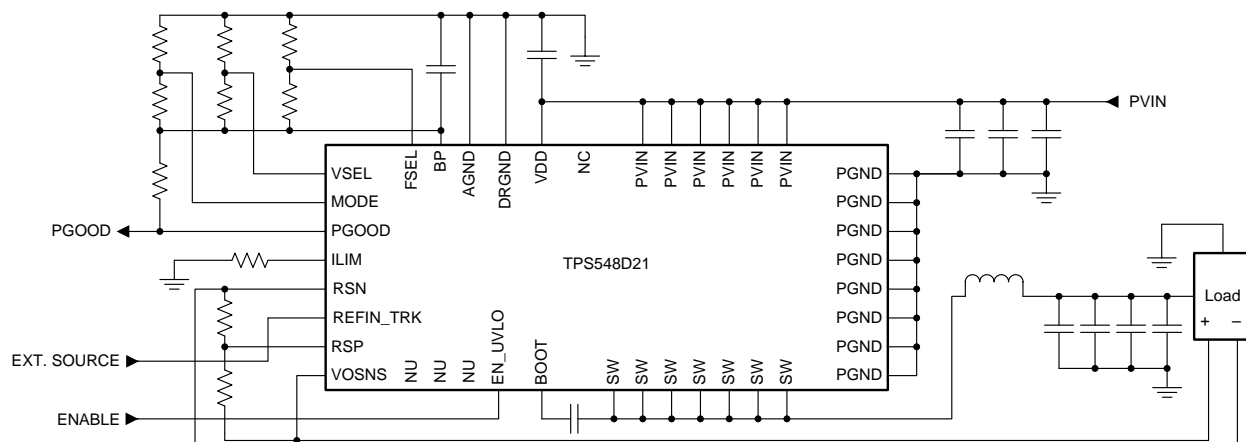 PVIN
FSEL
BP
AGND
DRGND
VDD
NC
PVIN
PVIN
PVIN
PVIN
PVIN
PVIN
VSEL
MODE
PGOOD
PGOOD
ILIM
RSN
REFIN_TRK
EXT. SOURCE
RSP
VOSNS
ENABLE
TPS548D21
PGND
PGND
PGND
PGND
PGND
PGND
PGND
PGND
NU
NU
NU
EN_UVLO
BOOT
SW
SW
SW
SW
SW
SW
SW
Load
+ –